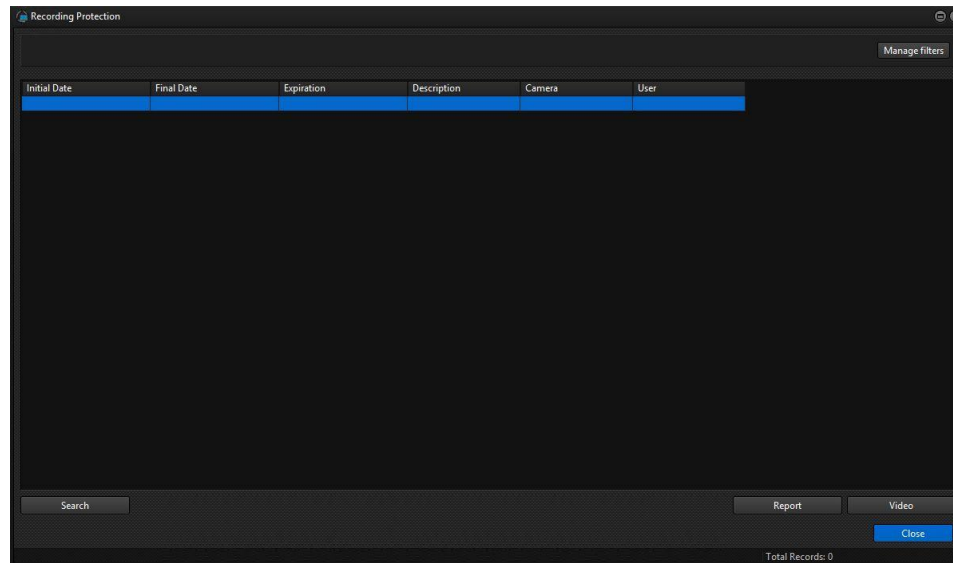 Recording Protection
Manage filters
Initial Date Final Date Expiration Description Camera User
Search Report Video
Close
Total Records: 0